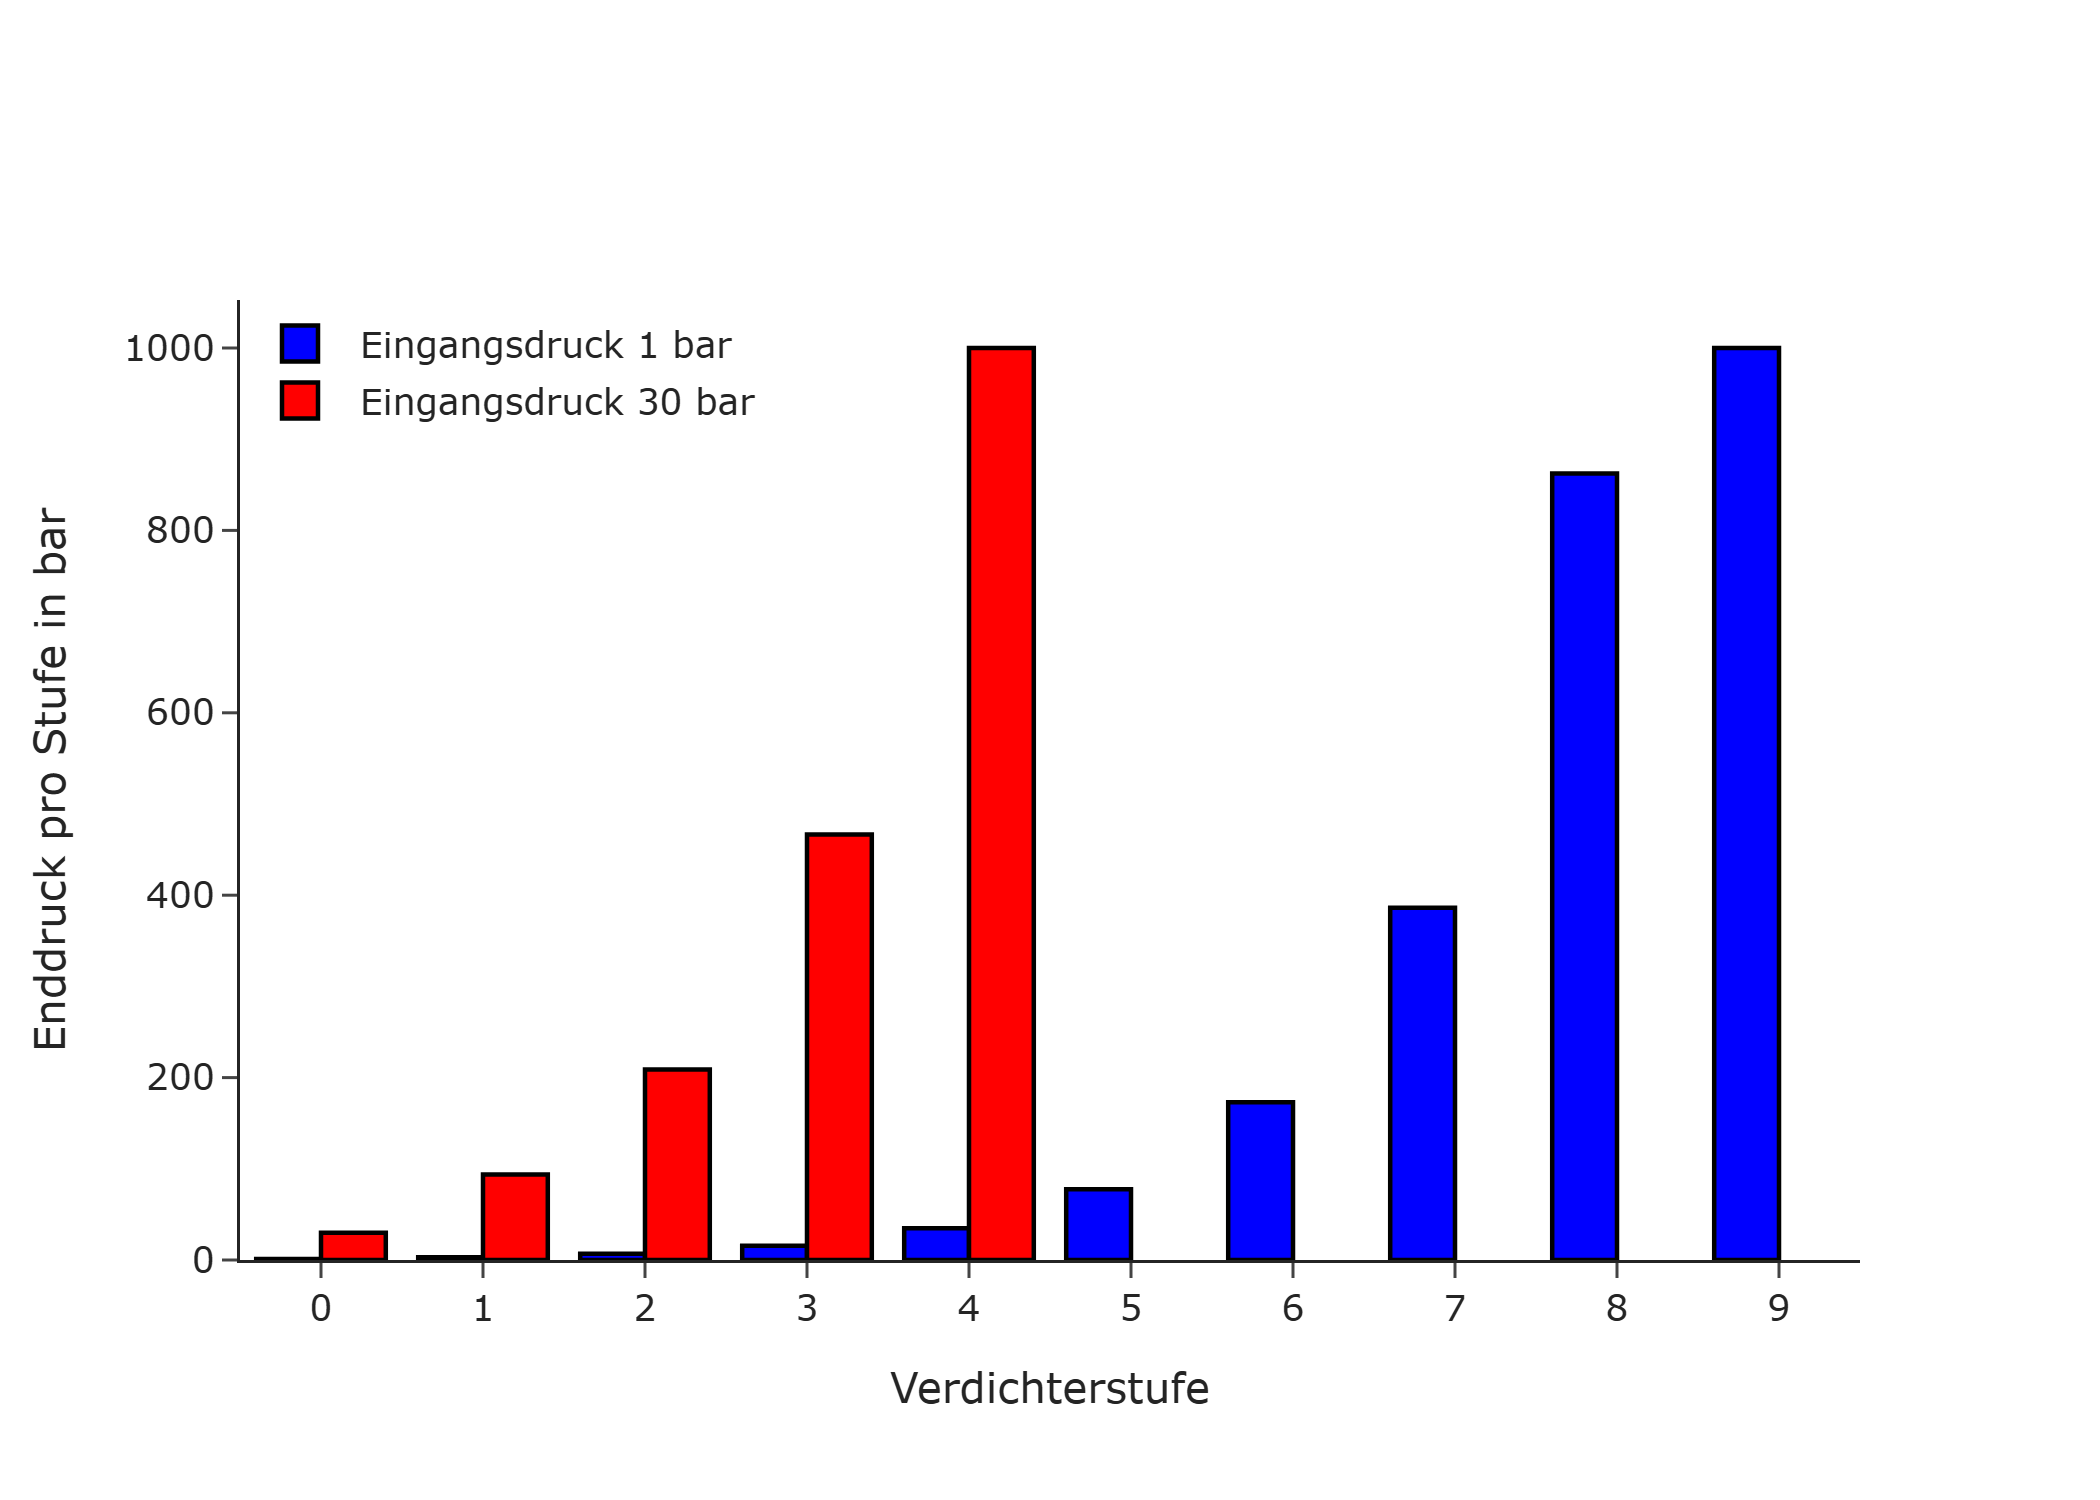 Eingangsdruck 1 bar
Eingangsdruck 30 bar
Enddruck pro Stufe in bar
1000
800
600
400
200
0
0 1 2 3 4 5 6 7 8 9
Verdichterstufe